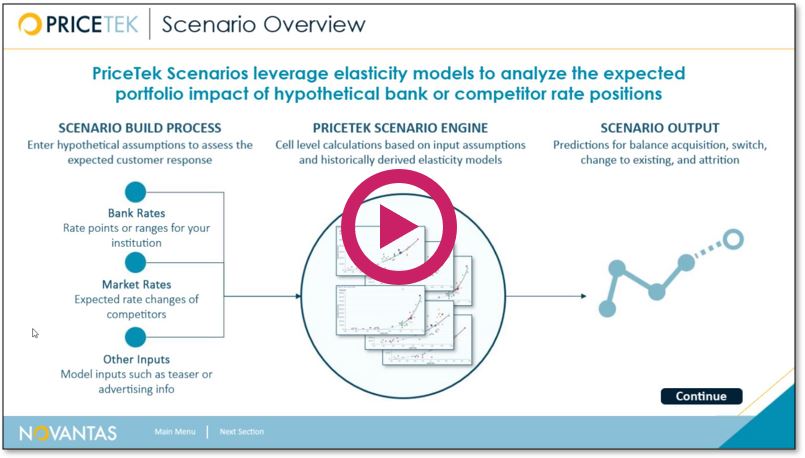 PRICETEK Scenario Overview
PriceTek Scenarios leverage elasticity models to analyze the expected
portfolio impact of hypothetical bank or competitor rate positions
SCENARIO BUILD PROCESS
Enter hypothetical assumptions to assess the
expected customer response
PRICETEK SCENARIO ENGINE
Cell level calculations based on input assumptions
and historically derived elasticity models
SCENARIO OUTPUT
Predictions for balance acquisition, switch,
change to existing, and attrition
Bank Rates
Rate points or ranges for your
institution
Market Rates
Expected rate changes of
competitors
Other Inputs
Model inputs such as teaser or
advertising info
Continue
NOVANTAS
Main Menu
Next Section